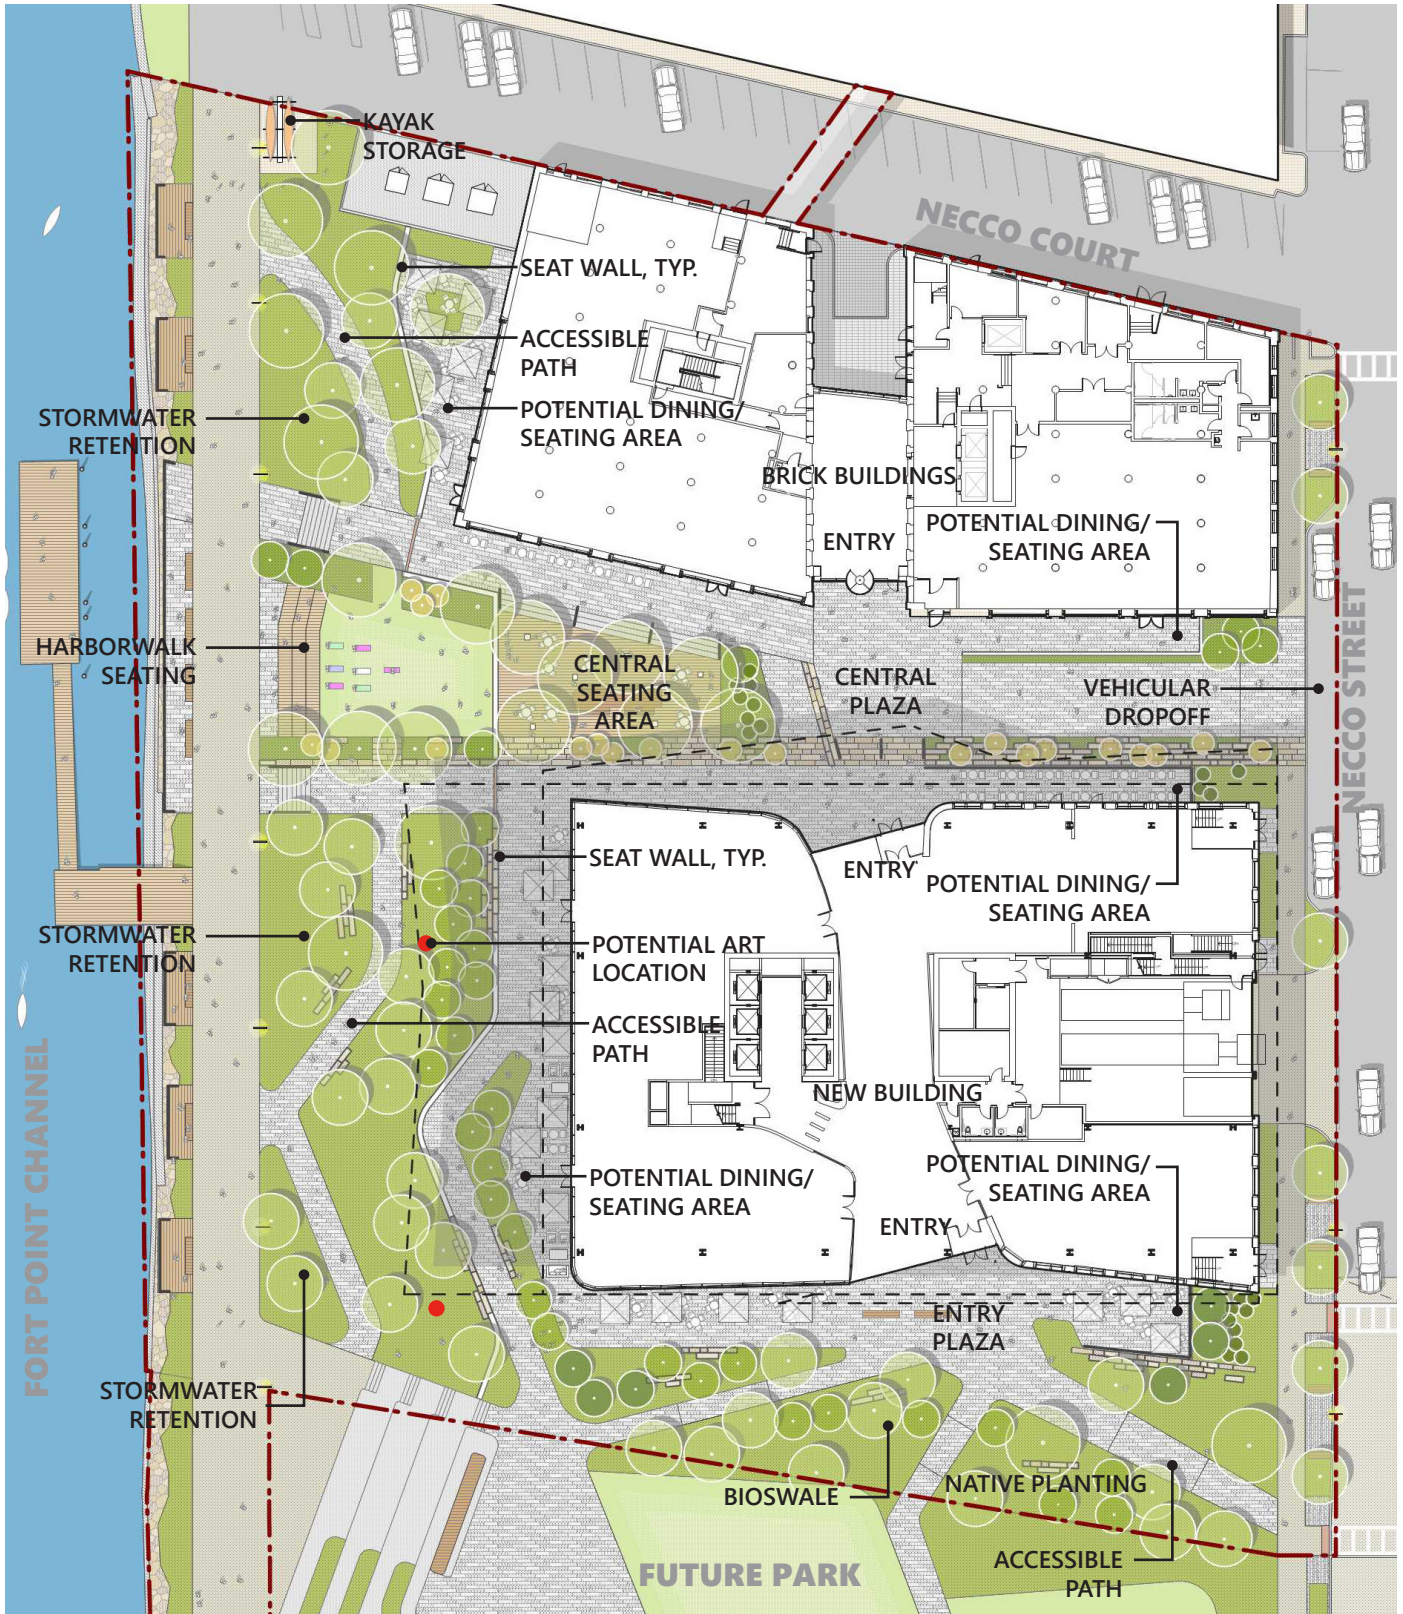 KAYAK
STORAGE
NECCO COURT
SEAT WALL, TYP.
ACCESSIBLE
PATH
POTENTIAL DINING/
SEATING AREA
STORMWATER
RETENTION
BRICK BUILDINGS
ENTRY
POTENTIAL DINING/
SEATING AREA
HARBORWALK
SEATING
CENTRAL
SEATING
AREA
CENTRAL
PLAZA
VEHICULAR
DROPOFF
NECCO STREET
SEAT WALL, TYP.
ENTRY
POTENTIAL DINING/
SEATING AREA
STORMWATER
RETENTION
POTENTIAL ART
LOCATION
ACCESSIBLE
PATH
NEW BUILDING
FORT POINT CHANNEL
POTENTIAL DINING/
SEATING AREA
POTENTIAL DINING/
SEATING AREA
ENTRY
ENTRY
PLAZA
STORMWATER
RETENTION
BIOSWALE
NATIVE PLANTING
ACCESSIBLE
PATH
FUTURE PARK